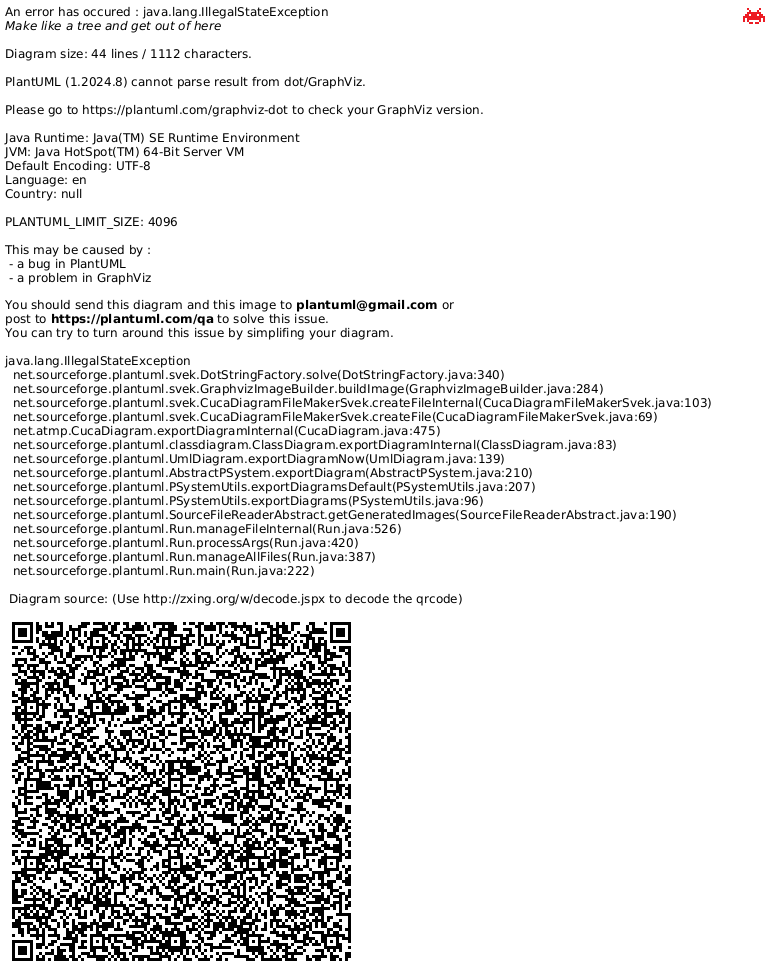 An error has occured : java.lang.IllegalStateException
Make like a tree and get out of here
Diagram size: 44 lines / 1112 characters.
PlantUML (1.2024.8) cannot parse result from dot/GraphViz.
Please go to https://plantuml.com/graphviz-dot to check your GraphViz version.
Java Runtime: Java(TM) SE Runtime Environment
JVM: Java HotSpot(TM) 64-Bit Server VM
Default Encoding: UTF-8
Language: en
Country: null
PLANTUML_LIMIT_SIZE: 4096
This may be caused by :
- a bug in PlantUML
- a problem in GraphViz
You should send this diagram and this image to plantuml@gmail.com or
post to https://plantuml.com/qa to solve this issue.
You can try to turn around this issue by simplifing your diagram.
java.lang.IllegalStateException
net.sourceforge.plantuml.svek.DotStringFactory.solve(DotStringFactory.java:340)
net.sourceforge.plantuml.svek.GraphvizImageBuilder.buildImage(GraphvizImageBuilder.java:284)
net.sourceforge.plantuml.svek.CucaDiagramFileMakerSvek.createFileInternal(CucaDiagramFileMakerSvek.java:103)
net.sourceforge.plantuml.svek.CucaDiagramFileMakerSvek.createFile(CucaDiagramFileMakerSvek.java:69)
net.atmp.CucaDiagram.exportDiagramInternal(CucaDiagram.java:475)
net.sourceforge.plantuml.classdiagram.ClassDiagram.exportDiagramInternal(ClassDiagram.java:83)
net.sourceforge.plantuml.UmlDiagram.exportDiagramNow(UmlDiagram.java:139)
net.sourceforge.plantuml.AbstractPSystem.exportDiagram(AbstractPSystem.java:210)
net.sourceforge.plantuml.PSystemUtils.exportDiagramsDefault(PSystemUtils.java:207)
net.sourceforge.plantuml.PSystemUtils.exportDiagrams(PSystemUtils.java:96)
net.sourceforge.plantuml.SourceFileReaderAbstract.getGeneratedImages(SourceFileReaderAbstract.java:190)
net.sourceforge.plantuml.Run.manageFileInternal(Run.java:526)
net.sourceforge.plantuml.Run.processArgs(Run.java:420)
net.sourceforge.plantuml.Run.manageAllFiles(Run.java:387)
net.sourceforge.plantuml.Run.main(Run.java:222)
Diagram source: (Use http://zxing.org/w/decode.jspx to decode the qrcode)